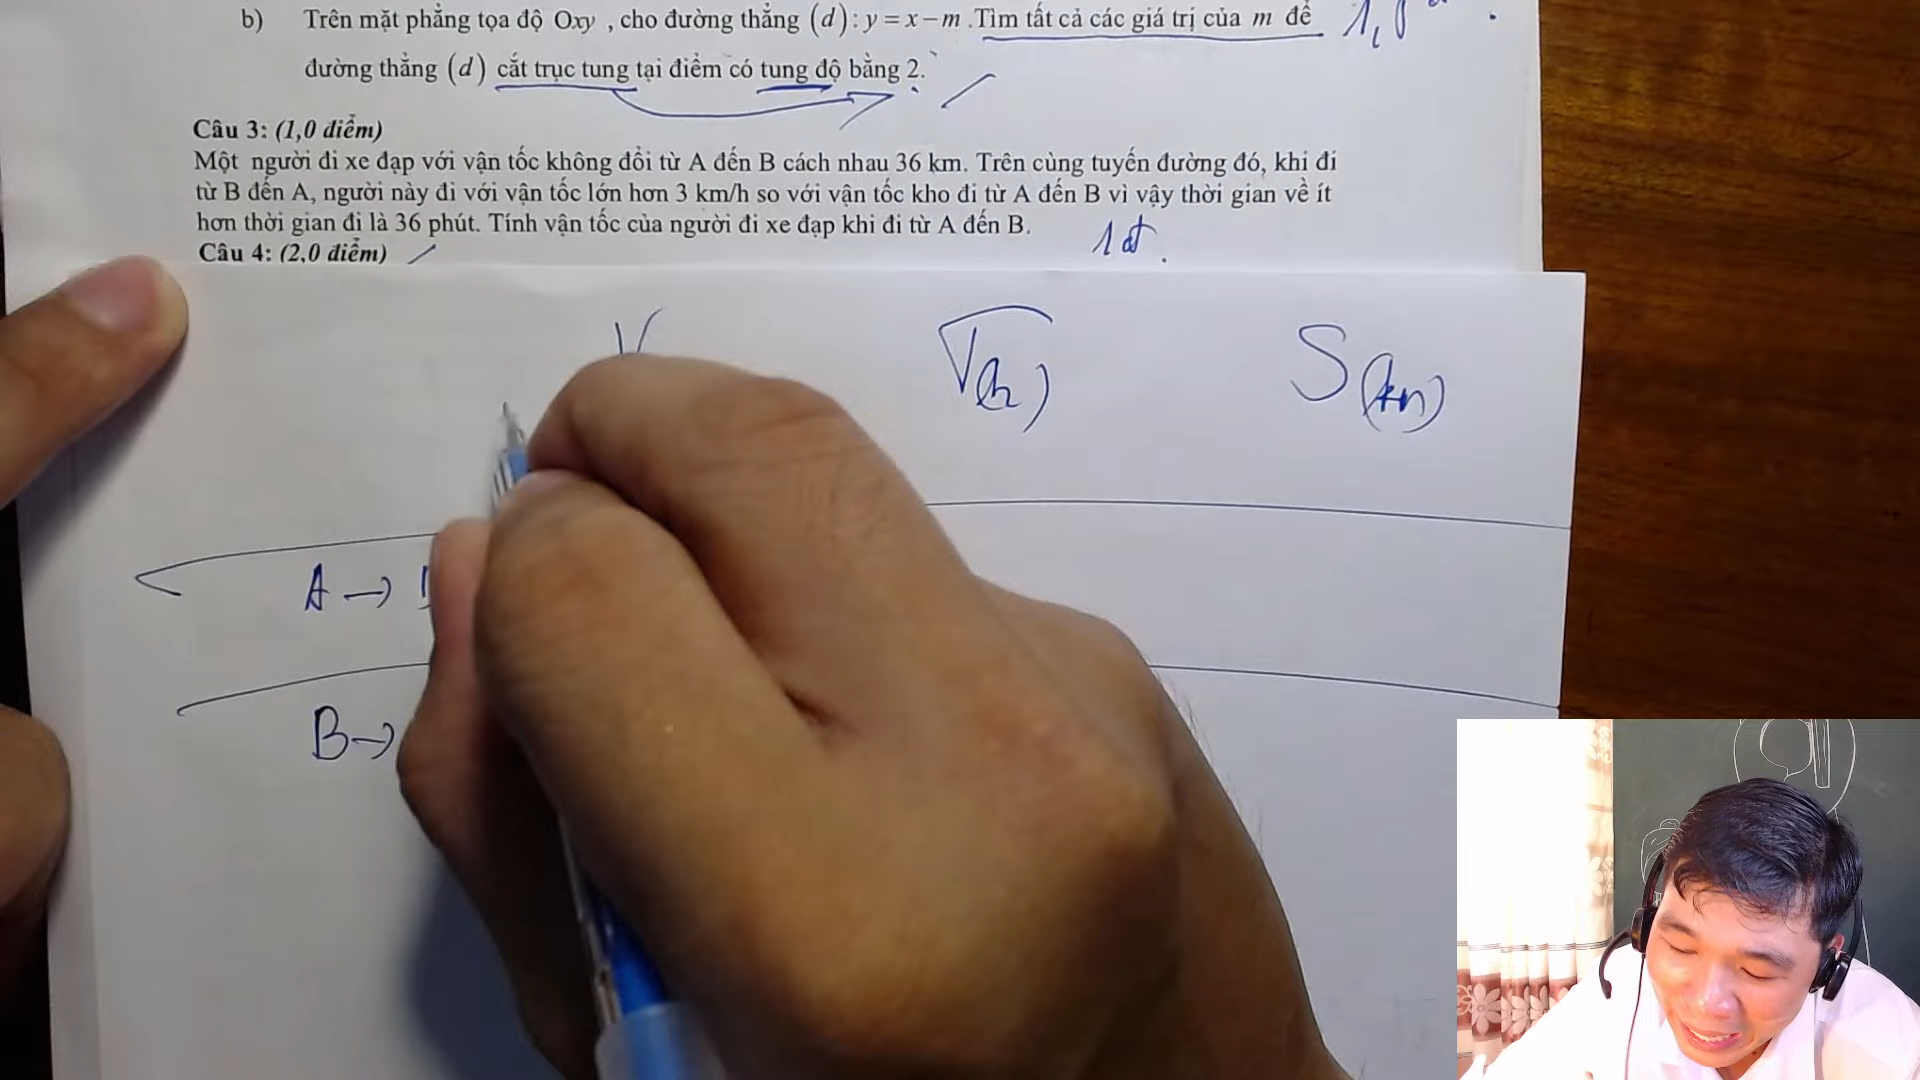 b) Trên mặt phẳng tọa độ Oxy , cho đường thẳng (d): y = x – m .Tìm tất cả các giá trị của m để
đường thẳng (d) cắt trục tung tại điểm có tung độ bằng 2.
Câu 3: (1,0 điểm)
Một người đi xe đạp với vận tốc không đổi từ A đến B cách nhau 36 km. Trên cùng tuyến đường đó, khi đi
từ B đến A, người này đi với vận tốc lớn hơn 3 km/h so với vận tốc kho đi từ A đến B vì vậy thời gian về ít
hơn thời gian đi là 36 phút. Tính vận tốc của người đi xe đạp khi đi từ A đến B.
1đ.
Câu 4: (2,0 điểm)
V T(h) S(km)
A →
B →